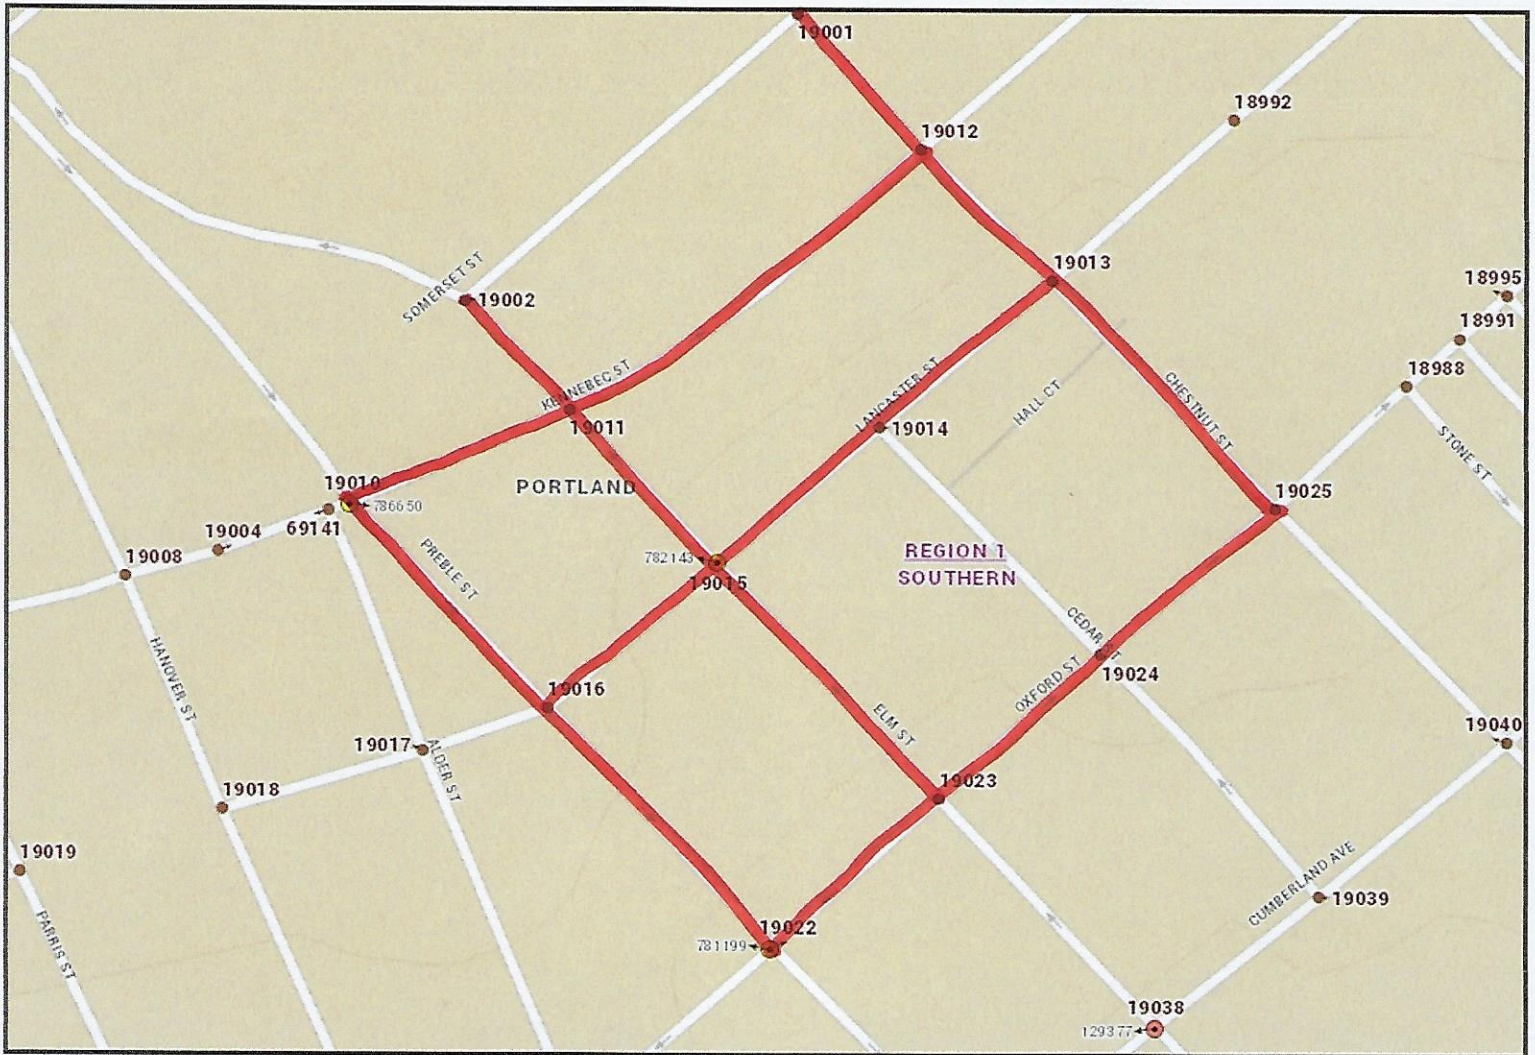 19001
18992
19012
19013
18995
SOMERSET ST
19002
18991
18988
KENNEBEC ST
19011
LANCASTER ST
19014
HALL CT
CHESTNUT ST
STONE ST
19010
786650
PORTLAND
19025
69141
19004
19008
PREBLE ST
782143
19015
REGION 1
SOUTHERN
CEDAR ST
19024
OXFORD ST
HANOVER ST
19016
ELM ST
19040
19017
ALDER ST
19018
19023
19019
CUMBERLAND AVE
19039
PARRIS ST
19022
781199
19038
129377